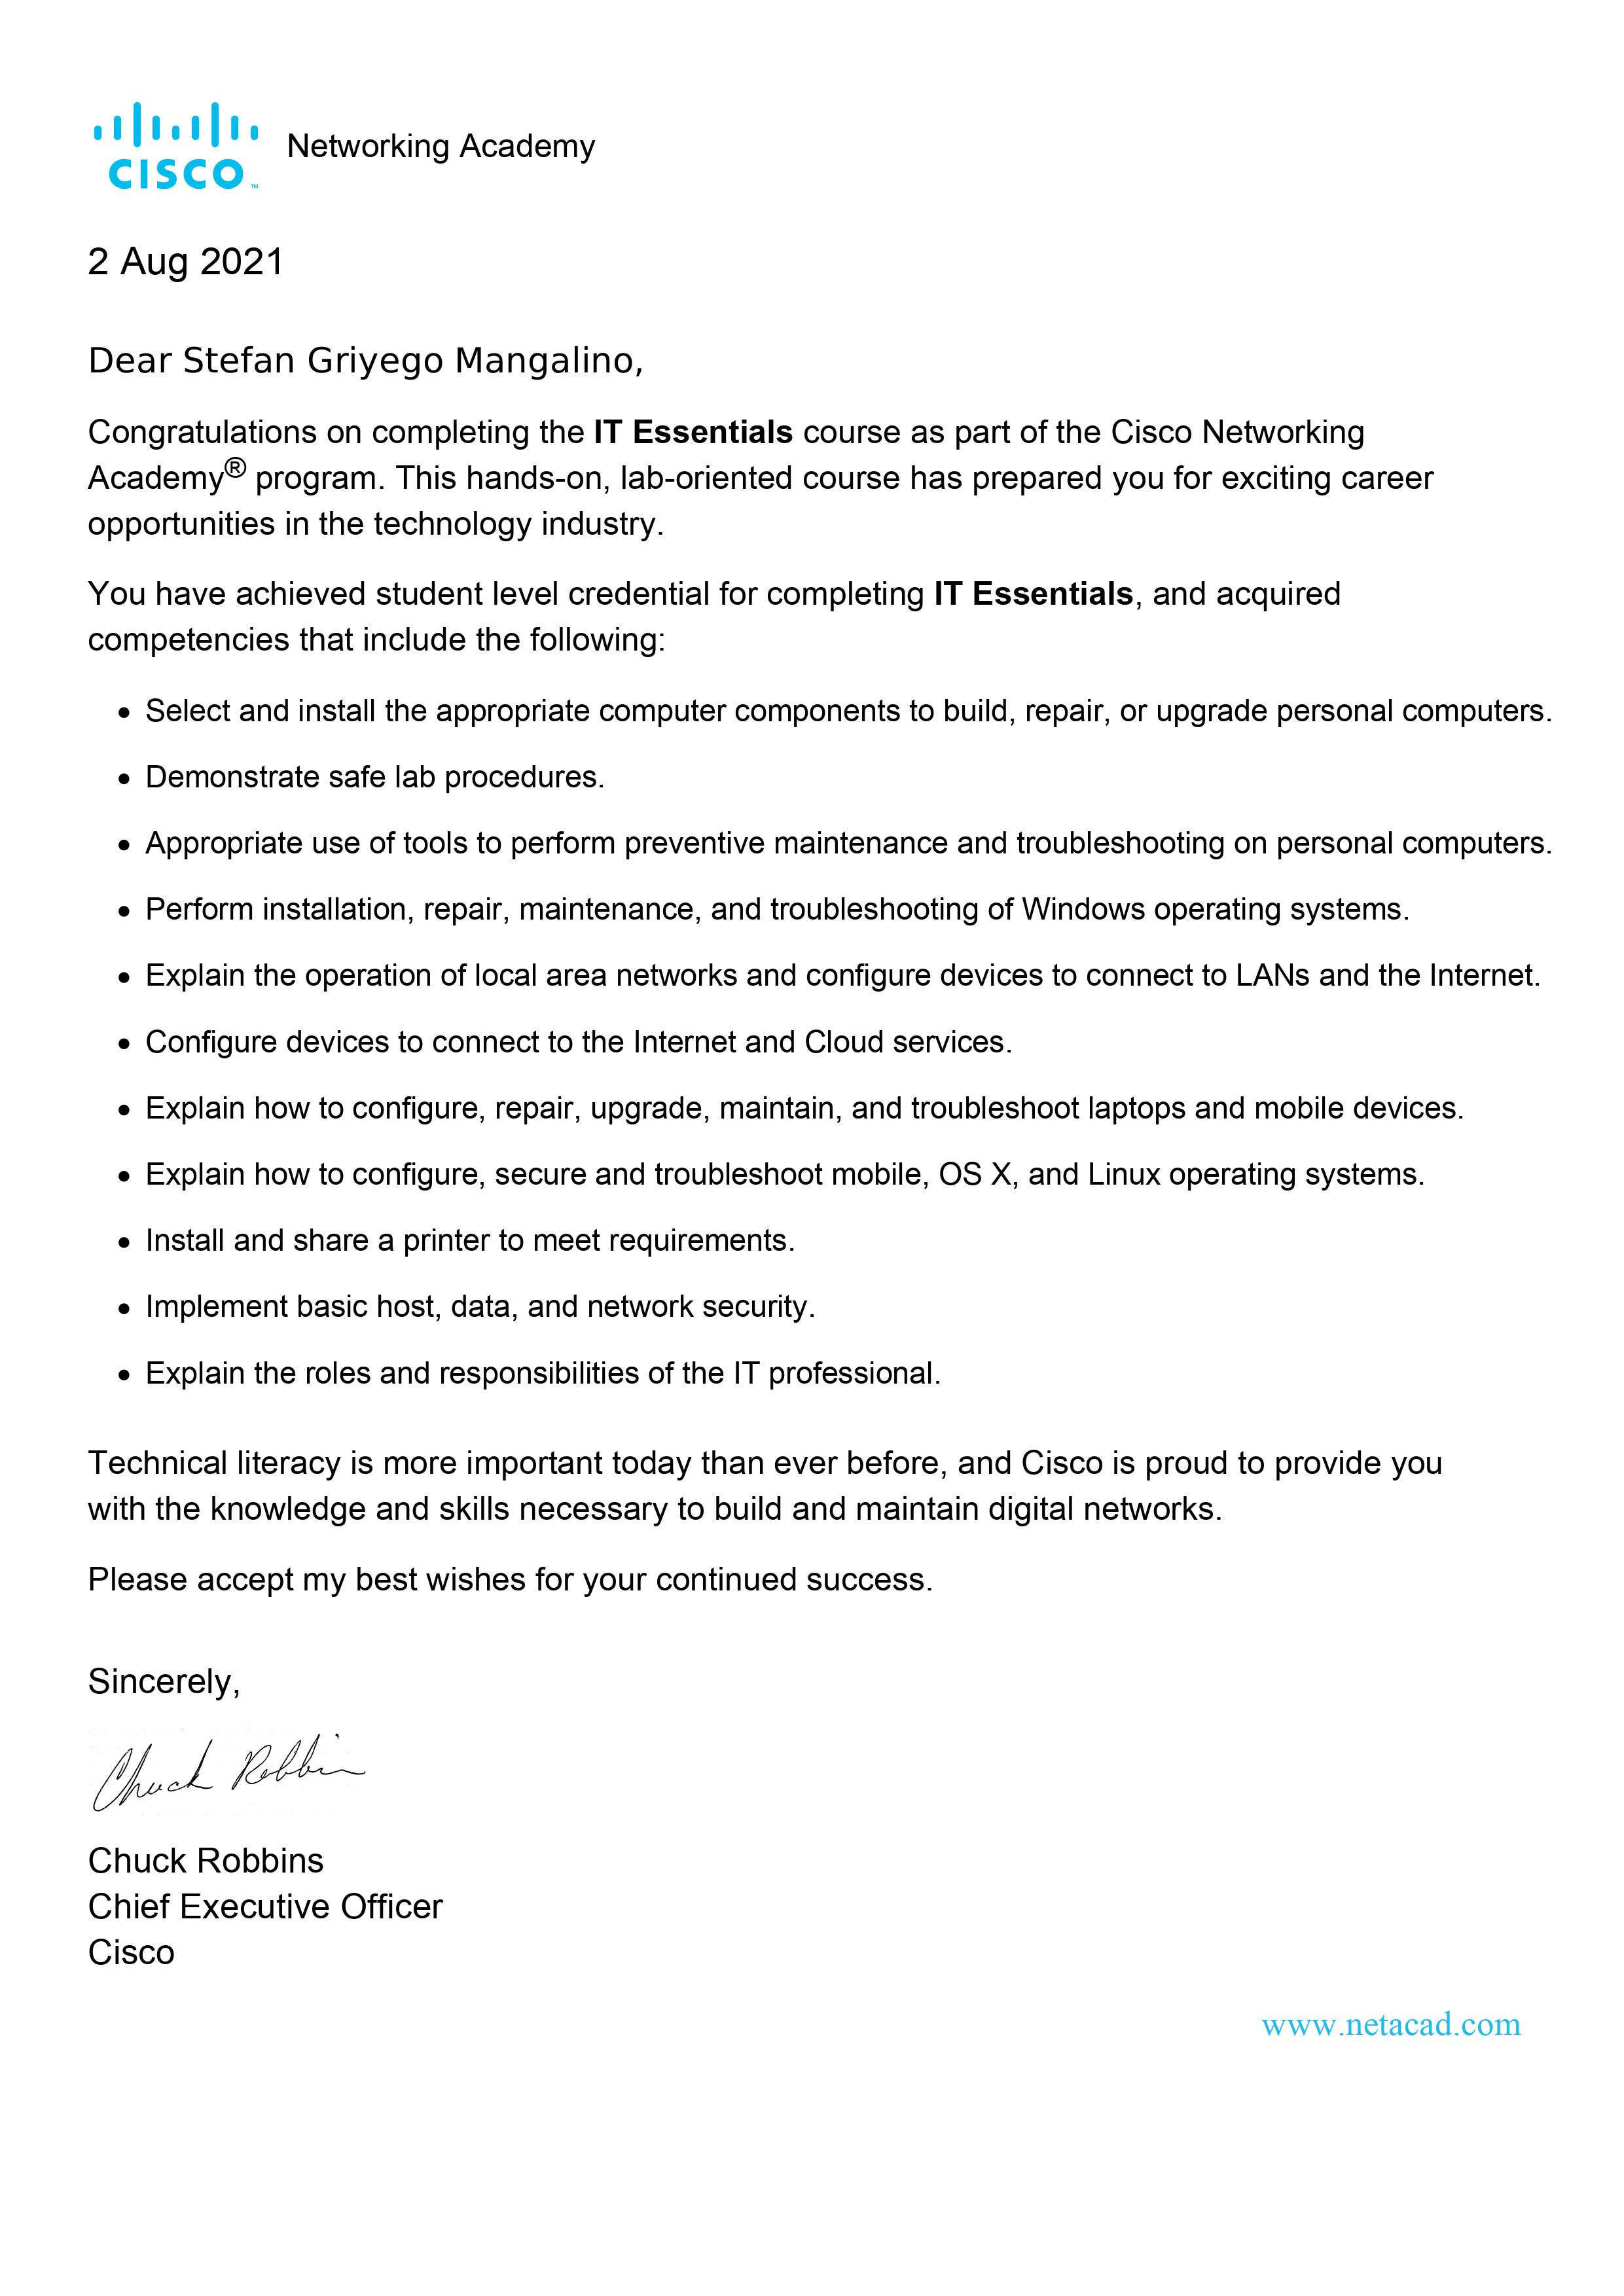 CISCO™ Networking Academy
2 Aug 2021
Dear Stefan Griyego Mangalino,
Congratulations on completing the IT Essentials course as part of the Cisco Networking
Academy® program. This hands-on, lab-oriented course has prepared you for exciting career
opportunities in the technology industry.
You have achieved student level credential for completing IT Essentials, and acquired
competencies that include the following:
• Select and install the appropriate computer components to build, repair, or upgrade personal computers.
• Demonstrate safe lab procedures.
• Appropriate use of tools to perform preventive maintenance and troubleshooting on personal computers.
• Perform installation, repair, maintenance, and troubleshooting of Windows operating systems.
• Explain the operation of local area networks and configure devices to connect to LANs and the Internet.
• Configure devices to connect to the Internet and Cloud services.
• Explain how to configure, repair, upgrade, maintain, and troubleshoot laptops and mobile devices.
• Explain how to configure, secure and troubleshoot mobile, OS X, and Linux operating systems.
• Install and share a printer to meet requirements.
• Implement basic host, data, and network security.
• Explain the roles and responsibilities of the IT professional.
Technical literacy is more important today than ever before, and Cisco is proud to provide you
with the knowledge and skills necessary to build and maintain digital networks.
Please accept my best wishes for your continued success.
Sincerely,
Chuck Robbins
Chuck Robbins
Chief Executive Officer
Cisco
www.netacad.com